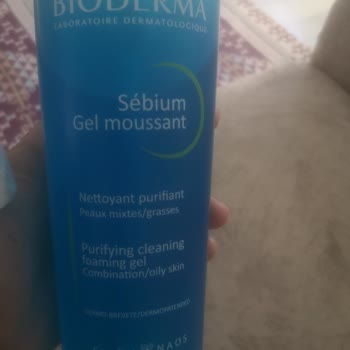 BIODERMA
LABORATOIRE DERMATOLOGIQUE
Sébium
Gel moussant
Nettoyant purifiant
Peaux mixtes/grasses
Purifying cleaning
foaming gel
Combination/oily skin
NAOS